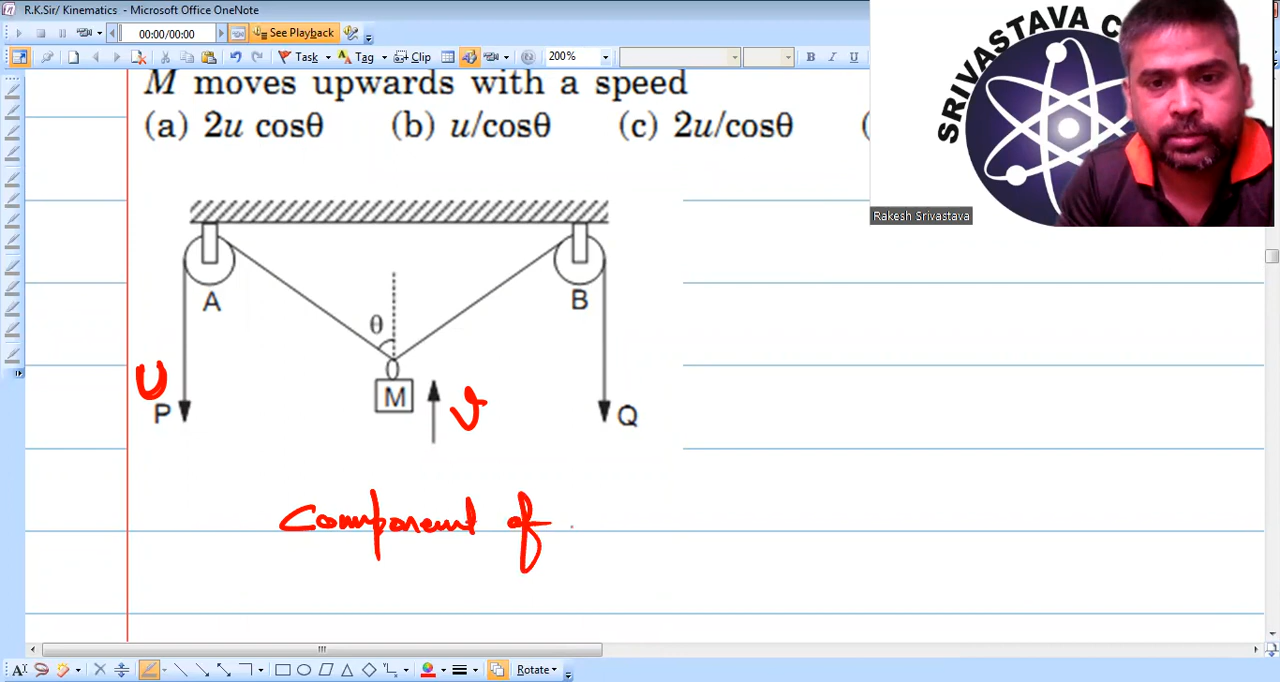 R.K.Sir/ Kinematics - Microsoft Office OneNote
00:00/00:00 See Playback
Task Tag Clip 200% B I U
M moves upwards with a speed
(a) 2u cosθ (b) u/cosθ (c) 2u/cosθ (
SRIVASTAVA C
Rakesh Srivastava
A B
θ
U
P M v Q
Component of
Rotate